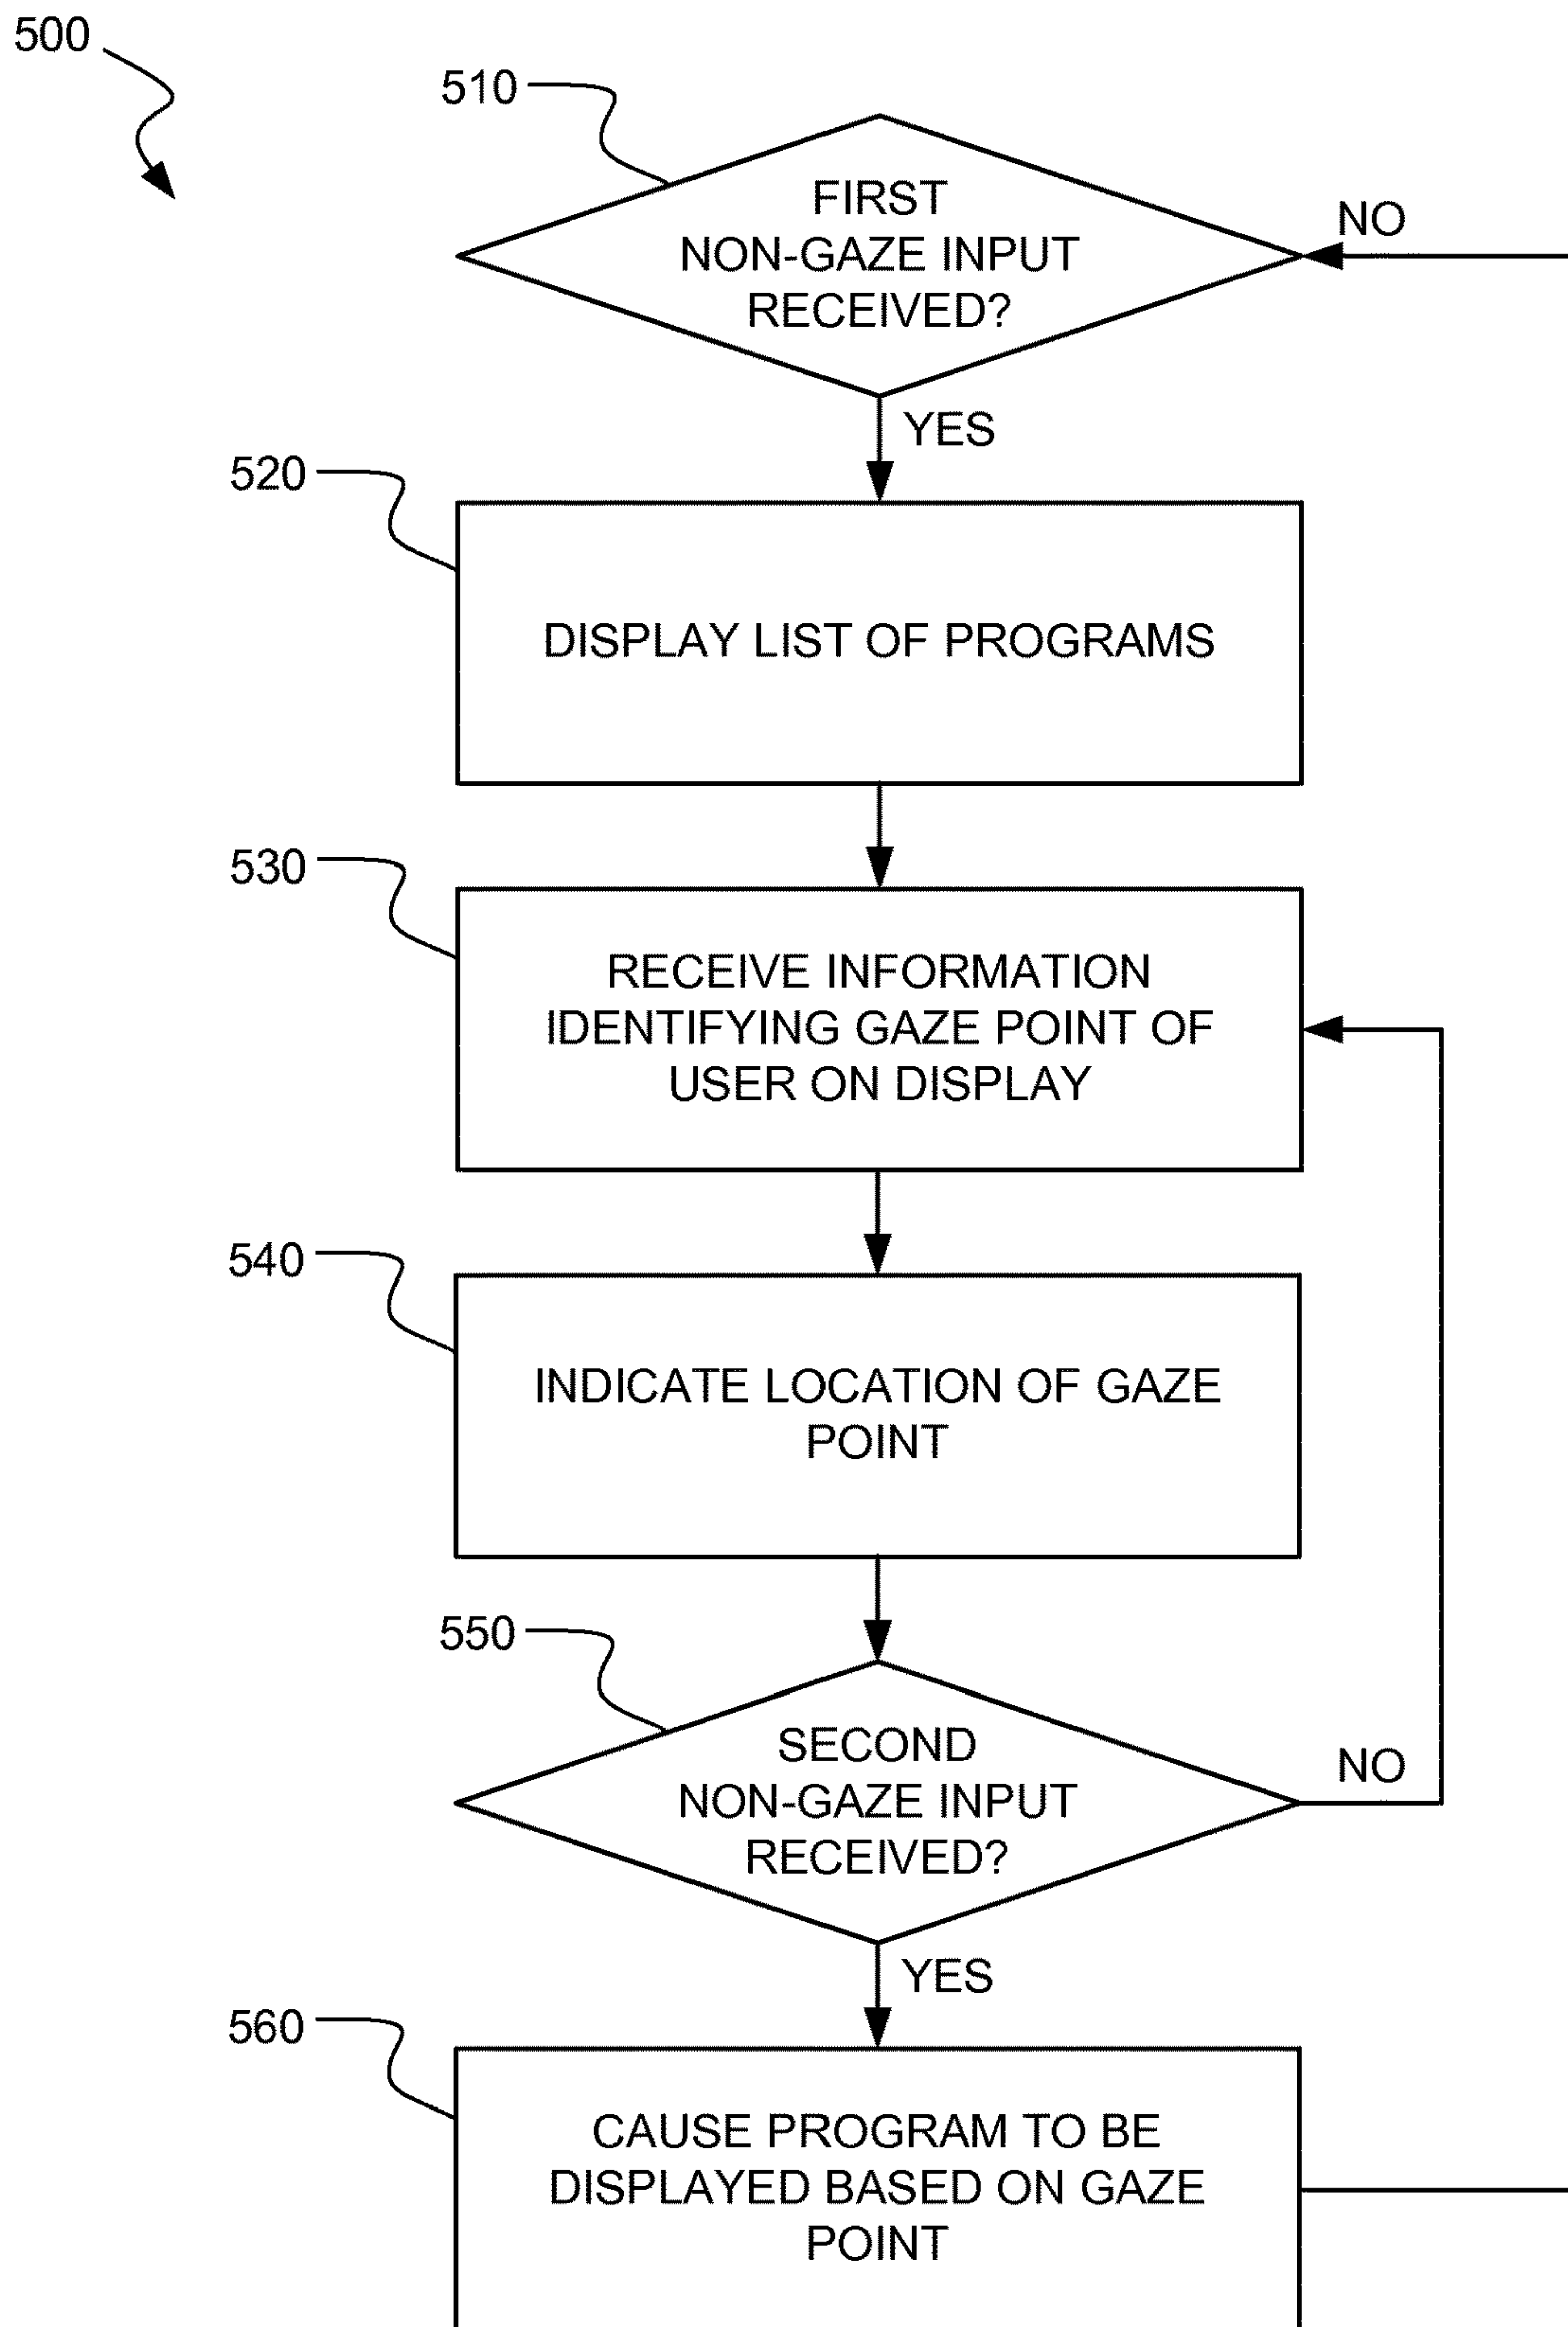 500
510
FIRST
NON-GAZE INPUT
RECEIVED?
NO
YES
520
DISPLAY LIST OF PROGRAMS
530
RECEIVE INFORMATION
IDENTIFYING GAZE POINT OF
USER ON DISPLAY
540
INDICATE LOCATION OF GAZE
POINT
550
SECOND
NON-GAZE INPUT
RECEIVED?
NO
YES
560
CAUSE PROGRAM TO BE
DISPLAYED BASED ON GAZE
POINT